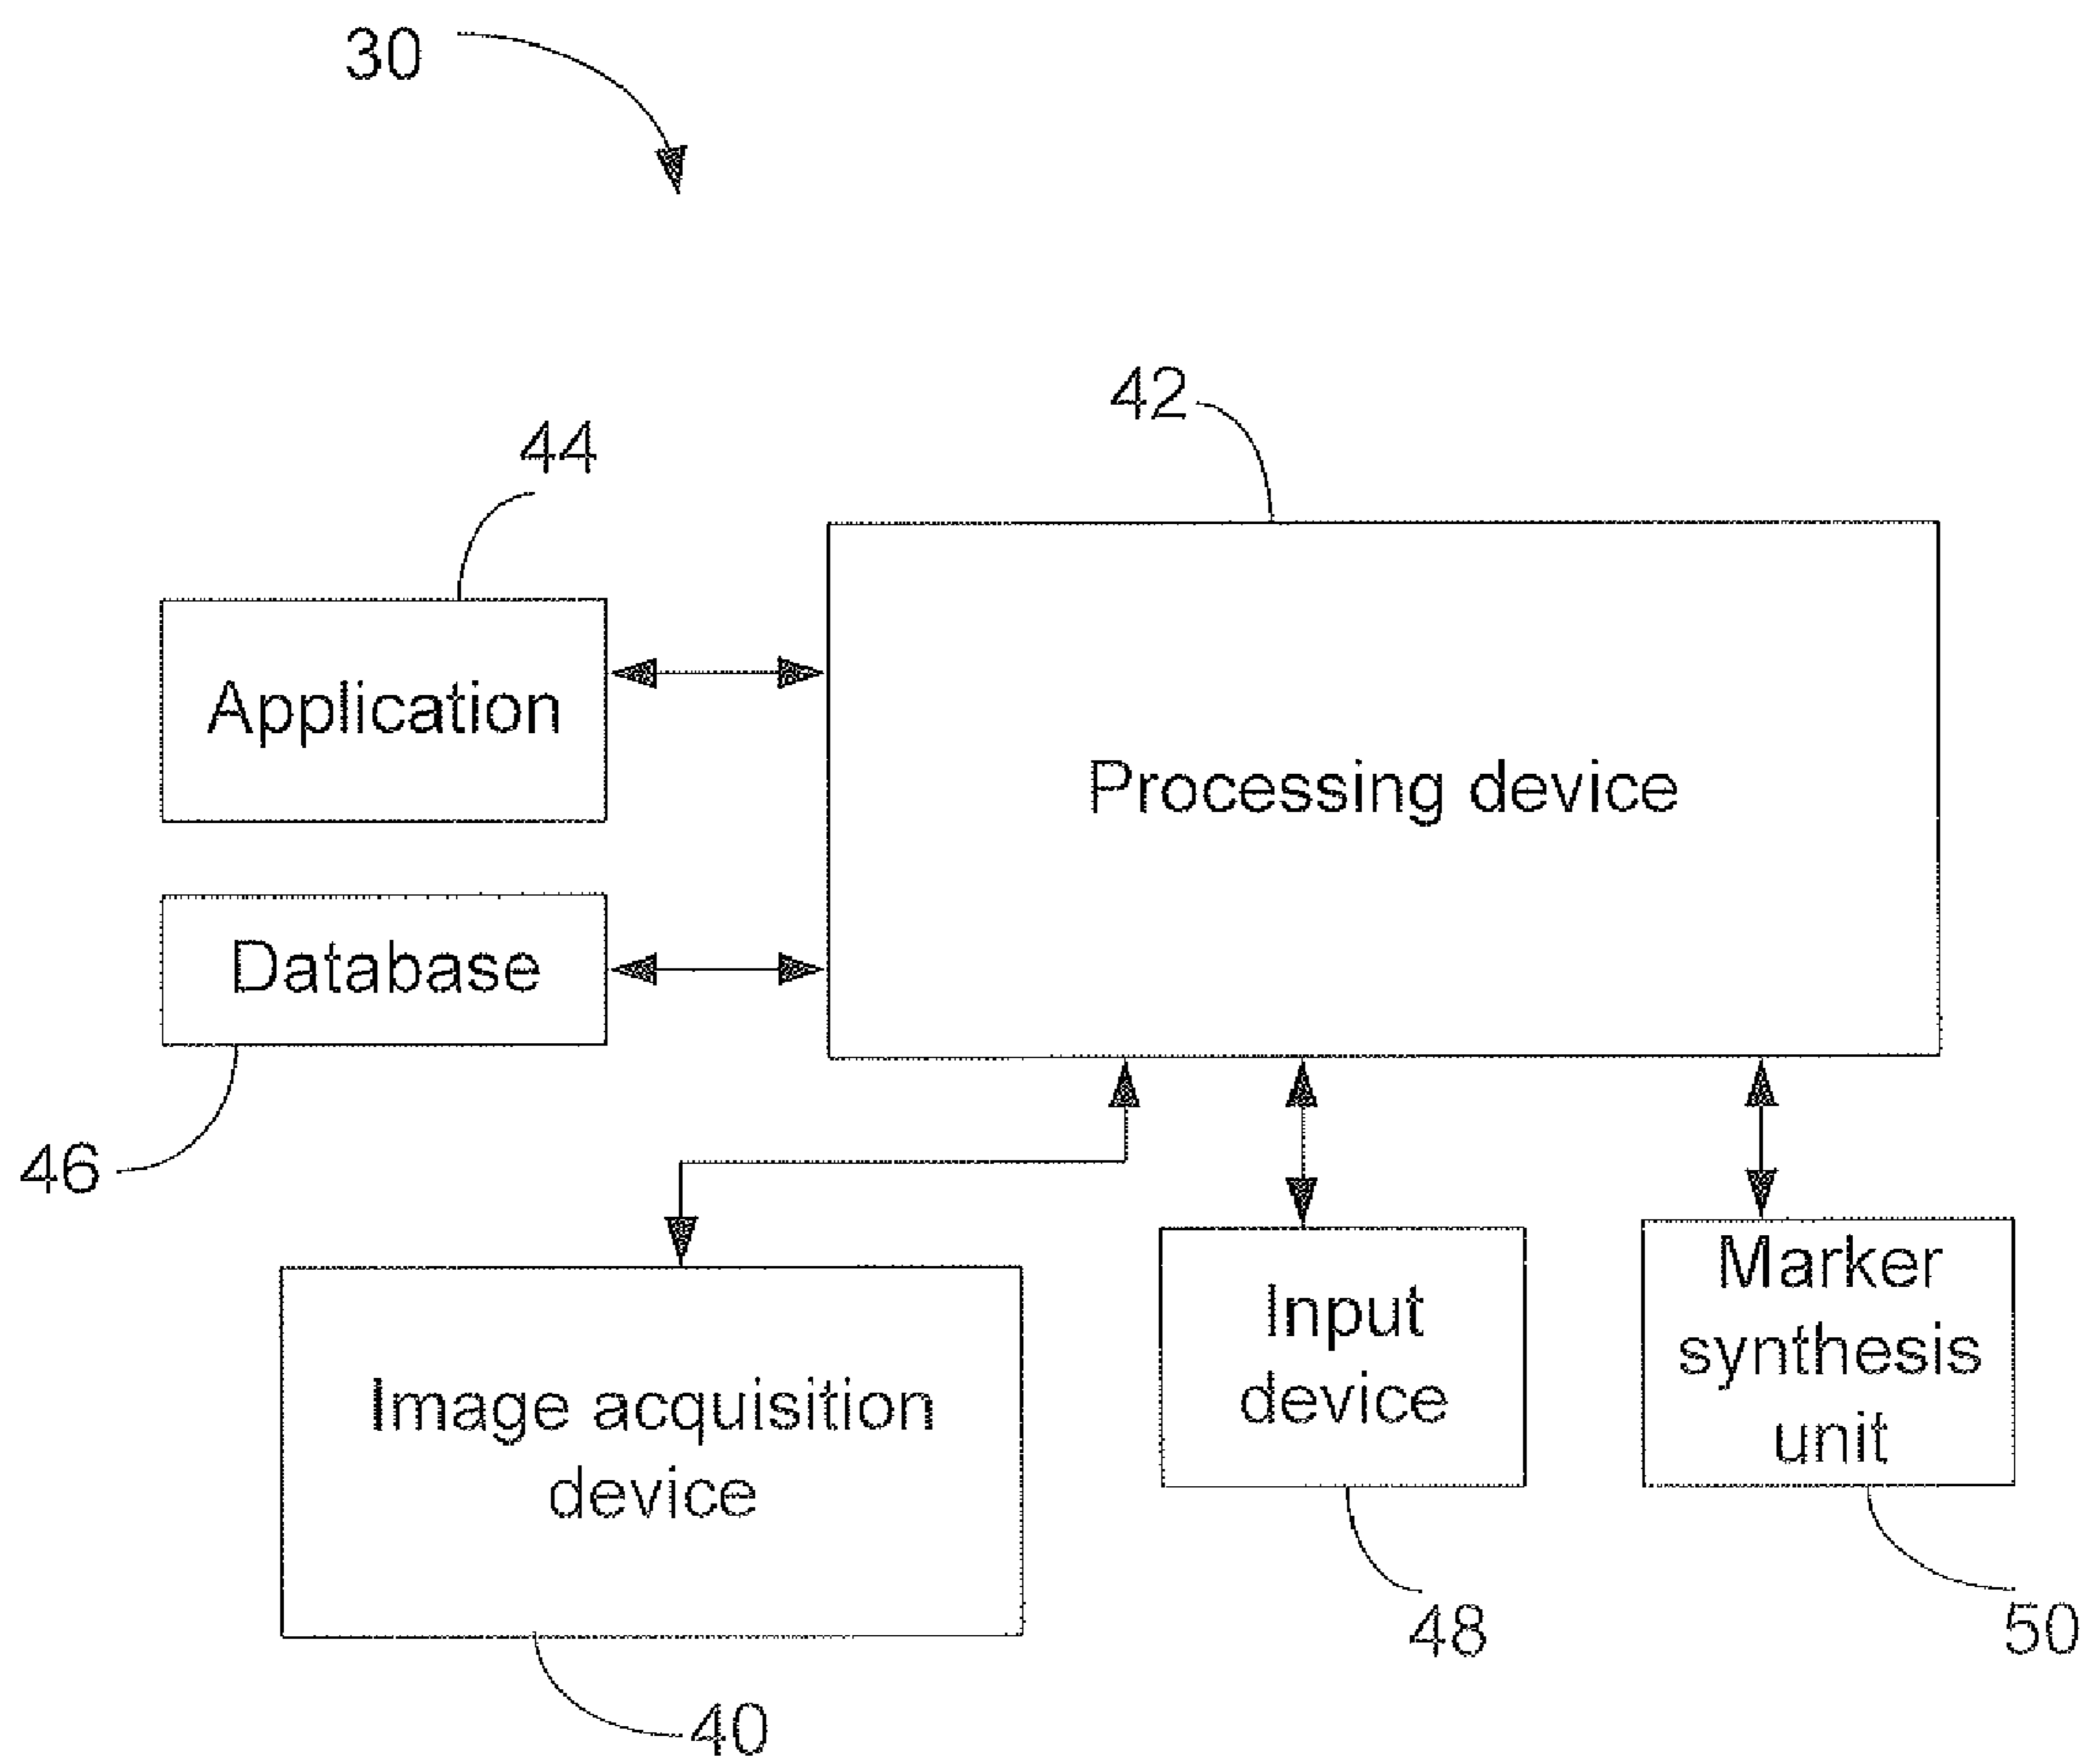 30
42
44
Application
Processing device
Database
46
Image acquisition
device
Input
device
Marker
synthesis
unit
48
50
40